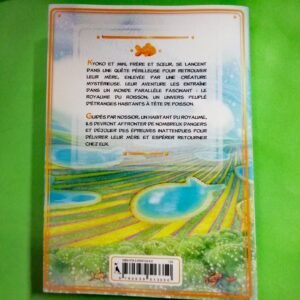 Kyoko et Nihil, frère et sœur, se lancent
dans une quête périlleuse pour retrouver
leur mère, enlevée par une créature
mystérieuse. Leur aventure les entraîne
dans un monde parallèle fascinant : le
royaume du Roisson, un univers peuplé
d'étranges habitants à tête de poisson.
Guidés par Nossior, un habitant du royaume,
ils devront affronter de nombreux dangers
et déjouer des épreuves inattendues pour
délivrer leur mère et espérer retourner
chez eux.